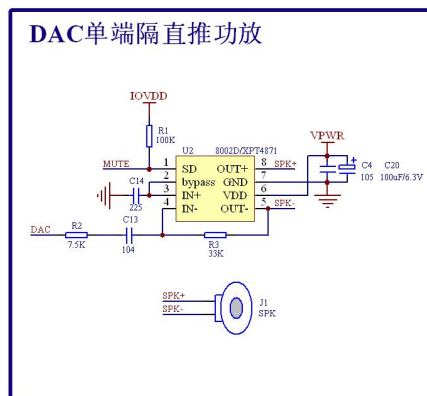 DAC单端隔直推功放
IOVDD
R1
100K
U2
8002D/XPT4871
VPWR
MUTE
1 SD OUT+ 8 SPK+
2 bypass GND 7
3 IN+ VDD 6
4 IN- OUT- 5 SPK-
C14
225
C4
105
C20
100uF/6.3V
DAC
R2
7.5K
C13
104
R3
33K
SPK+
SPK-
J1
SPK